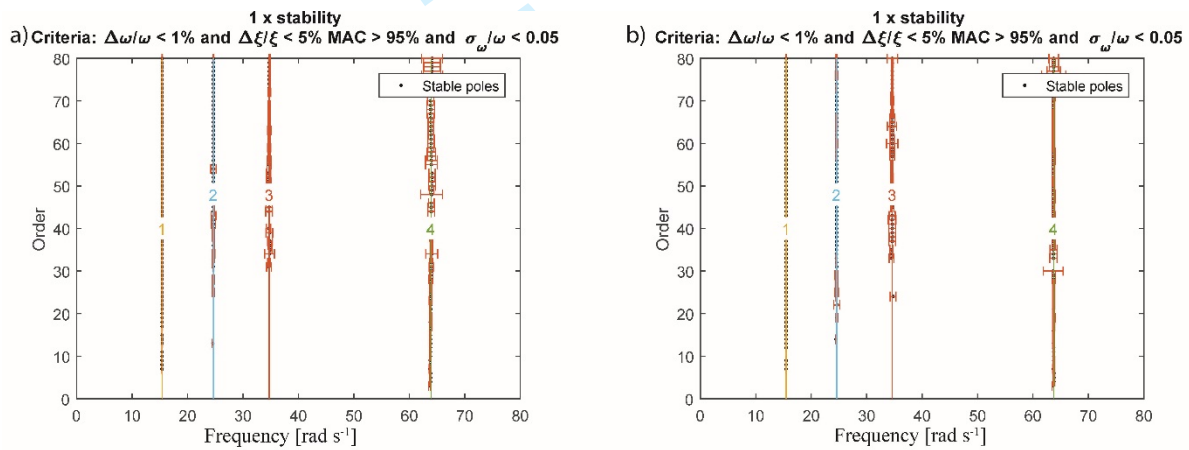 1 x stability
a) Criteria: Δω/ω < 1% and Δξ/ξ < 5% MAC > 95% and σ_ω/ω < 0.05
80
70
60
50
40
30
20
10
0
Order
Stable poles
1
2
3
4
0 10 20 30 40 50 60 70 80
Frequency [rad s⁻¹]
1 x stability
b) Criteria: Δω/ω < 1% and Δξ/ξ < 5% MAC > 95% and σ_ω/ω < 0.05
80
70
60
50
40
30
20
10
0
Order
Stable poles
1
2
3
4
0 10 20 30 40 50 60 70 80
Frequency [rad s⁻¹]